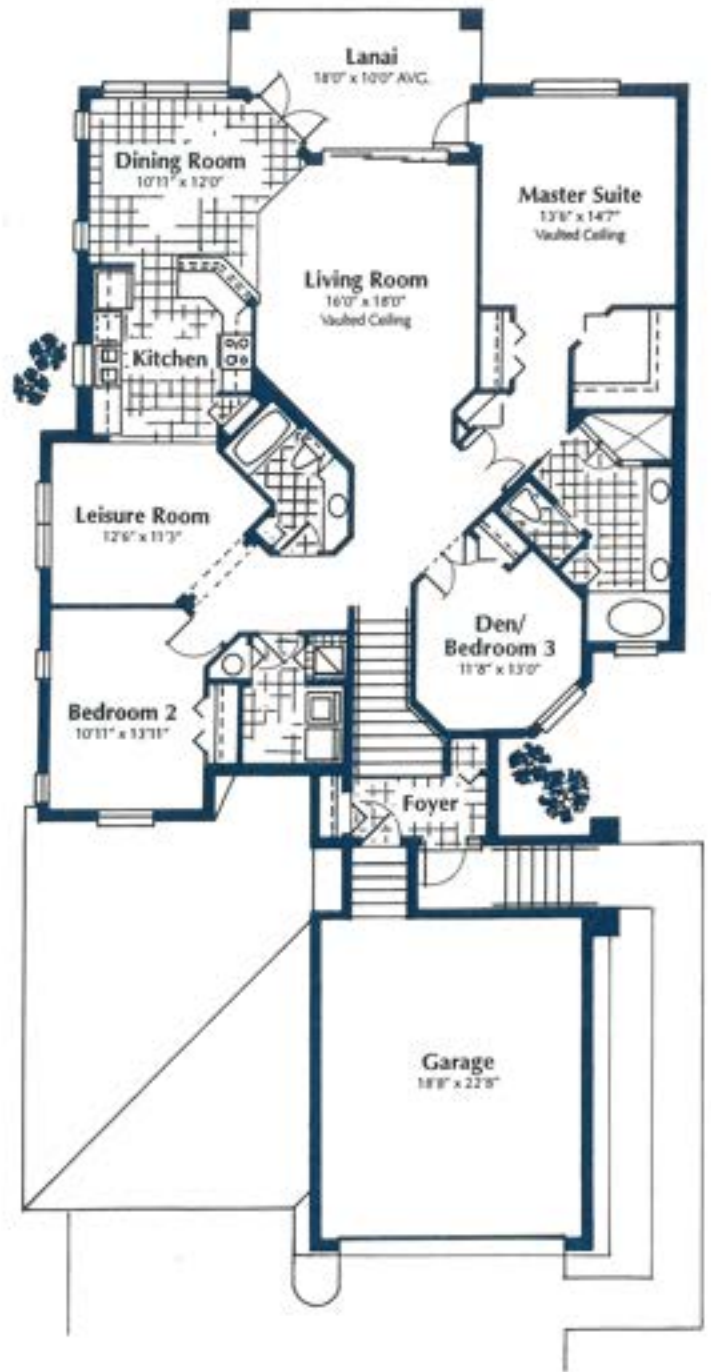 Lanai
18'0" x 10'0" AVG.
Dining Room
10'11" x 12'0"
Master Suite
13'6" x 14'7"
Vaulted Ceiling
Living Room
16'0" x 18'0"
Vaulted Ceiling
Kitchen
Leisure Room
12'6" x 11'3"
Den/
Bedroom 3
11'8" x 13'0"
Bedroom 2
10'11" x 13'11"
Foyer
Garage
18'8" x 22'8"